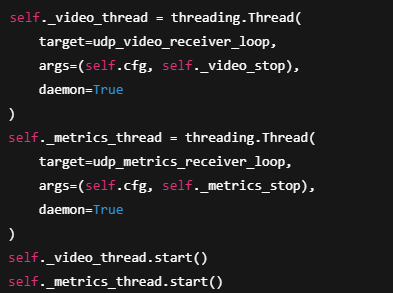 self._video_thread = threading.Thread(
    target=udp_video_receiver_loop,
    args=(self.cfg, self._video_stop),
    daemon=True
)
self._metrics_thread = threading.Thread(
    target=udp_metrics_receiver_loop,
    args=(self.cfg, self._metrics_stop),
    daemon=True
)
self._video_thread.start()
self._metrics_thread.start()